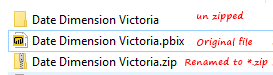 Date Dimension Victoria un zipped
Date Dimension Victoria.pbix Original file
Date Dimension Victoria.zip Renamed to *.zip